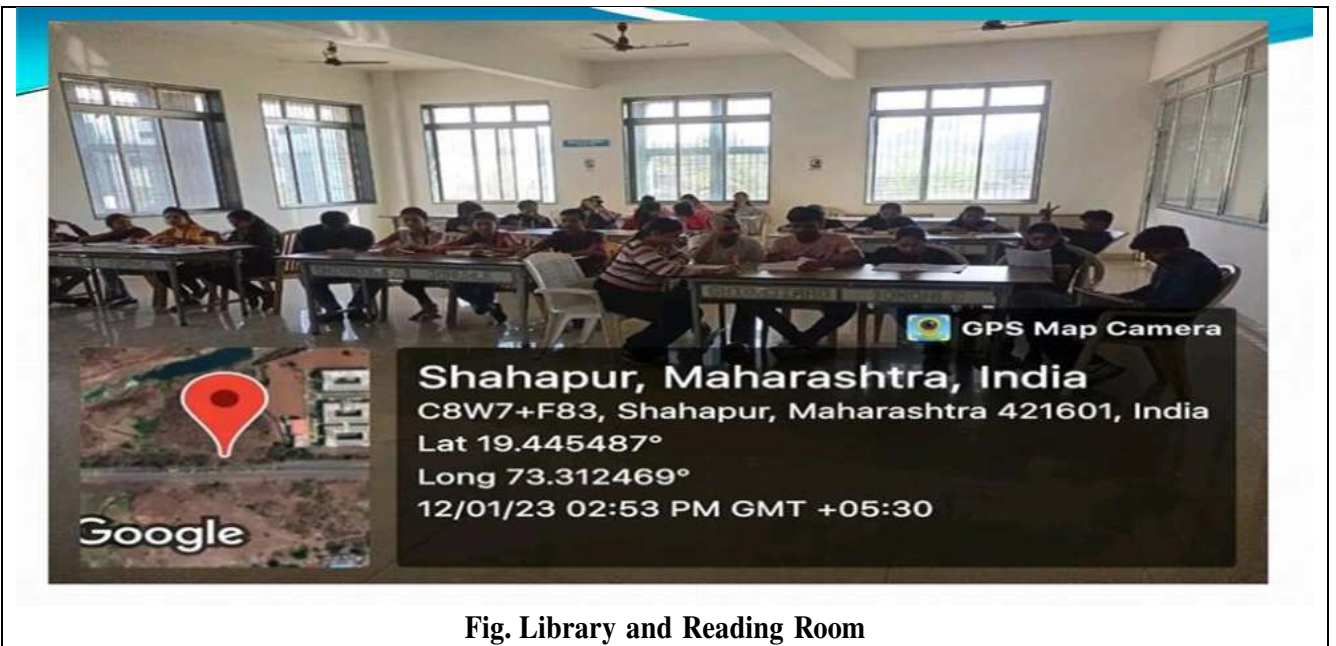 GPS Map Camera
Shahapur, Maharashtra, India
C8W7+F83, Shahapur, Maharashtra 421601, India
Lat 19.445487°
Long 73.312469°
12/01/23 02:53 PM GMT +05:30
Google
Fig. Library and Reading Room